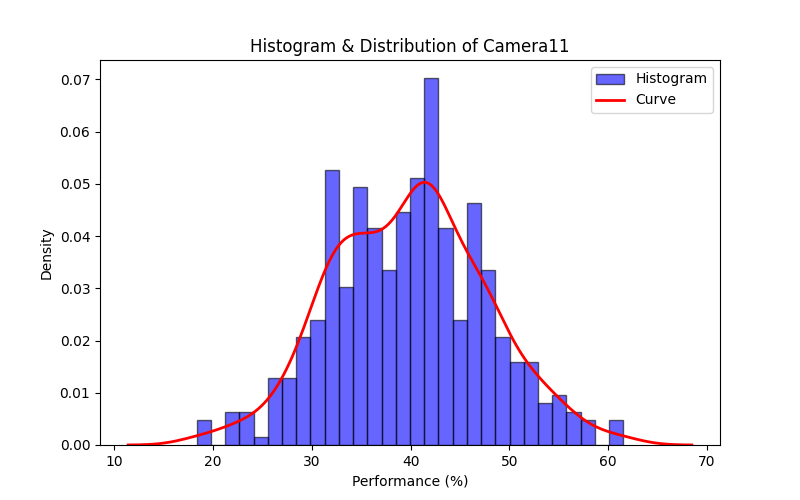 Histogram & Distribution of Camera11
Histogram
Curve
Density
0.07
0.06
0.05
0.04
0.03
0.02
0.01
0.00
10 20 30 40 50 60 70
Performance (%)